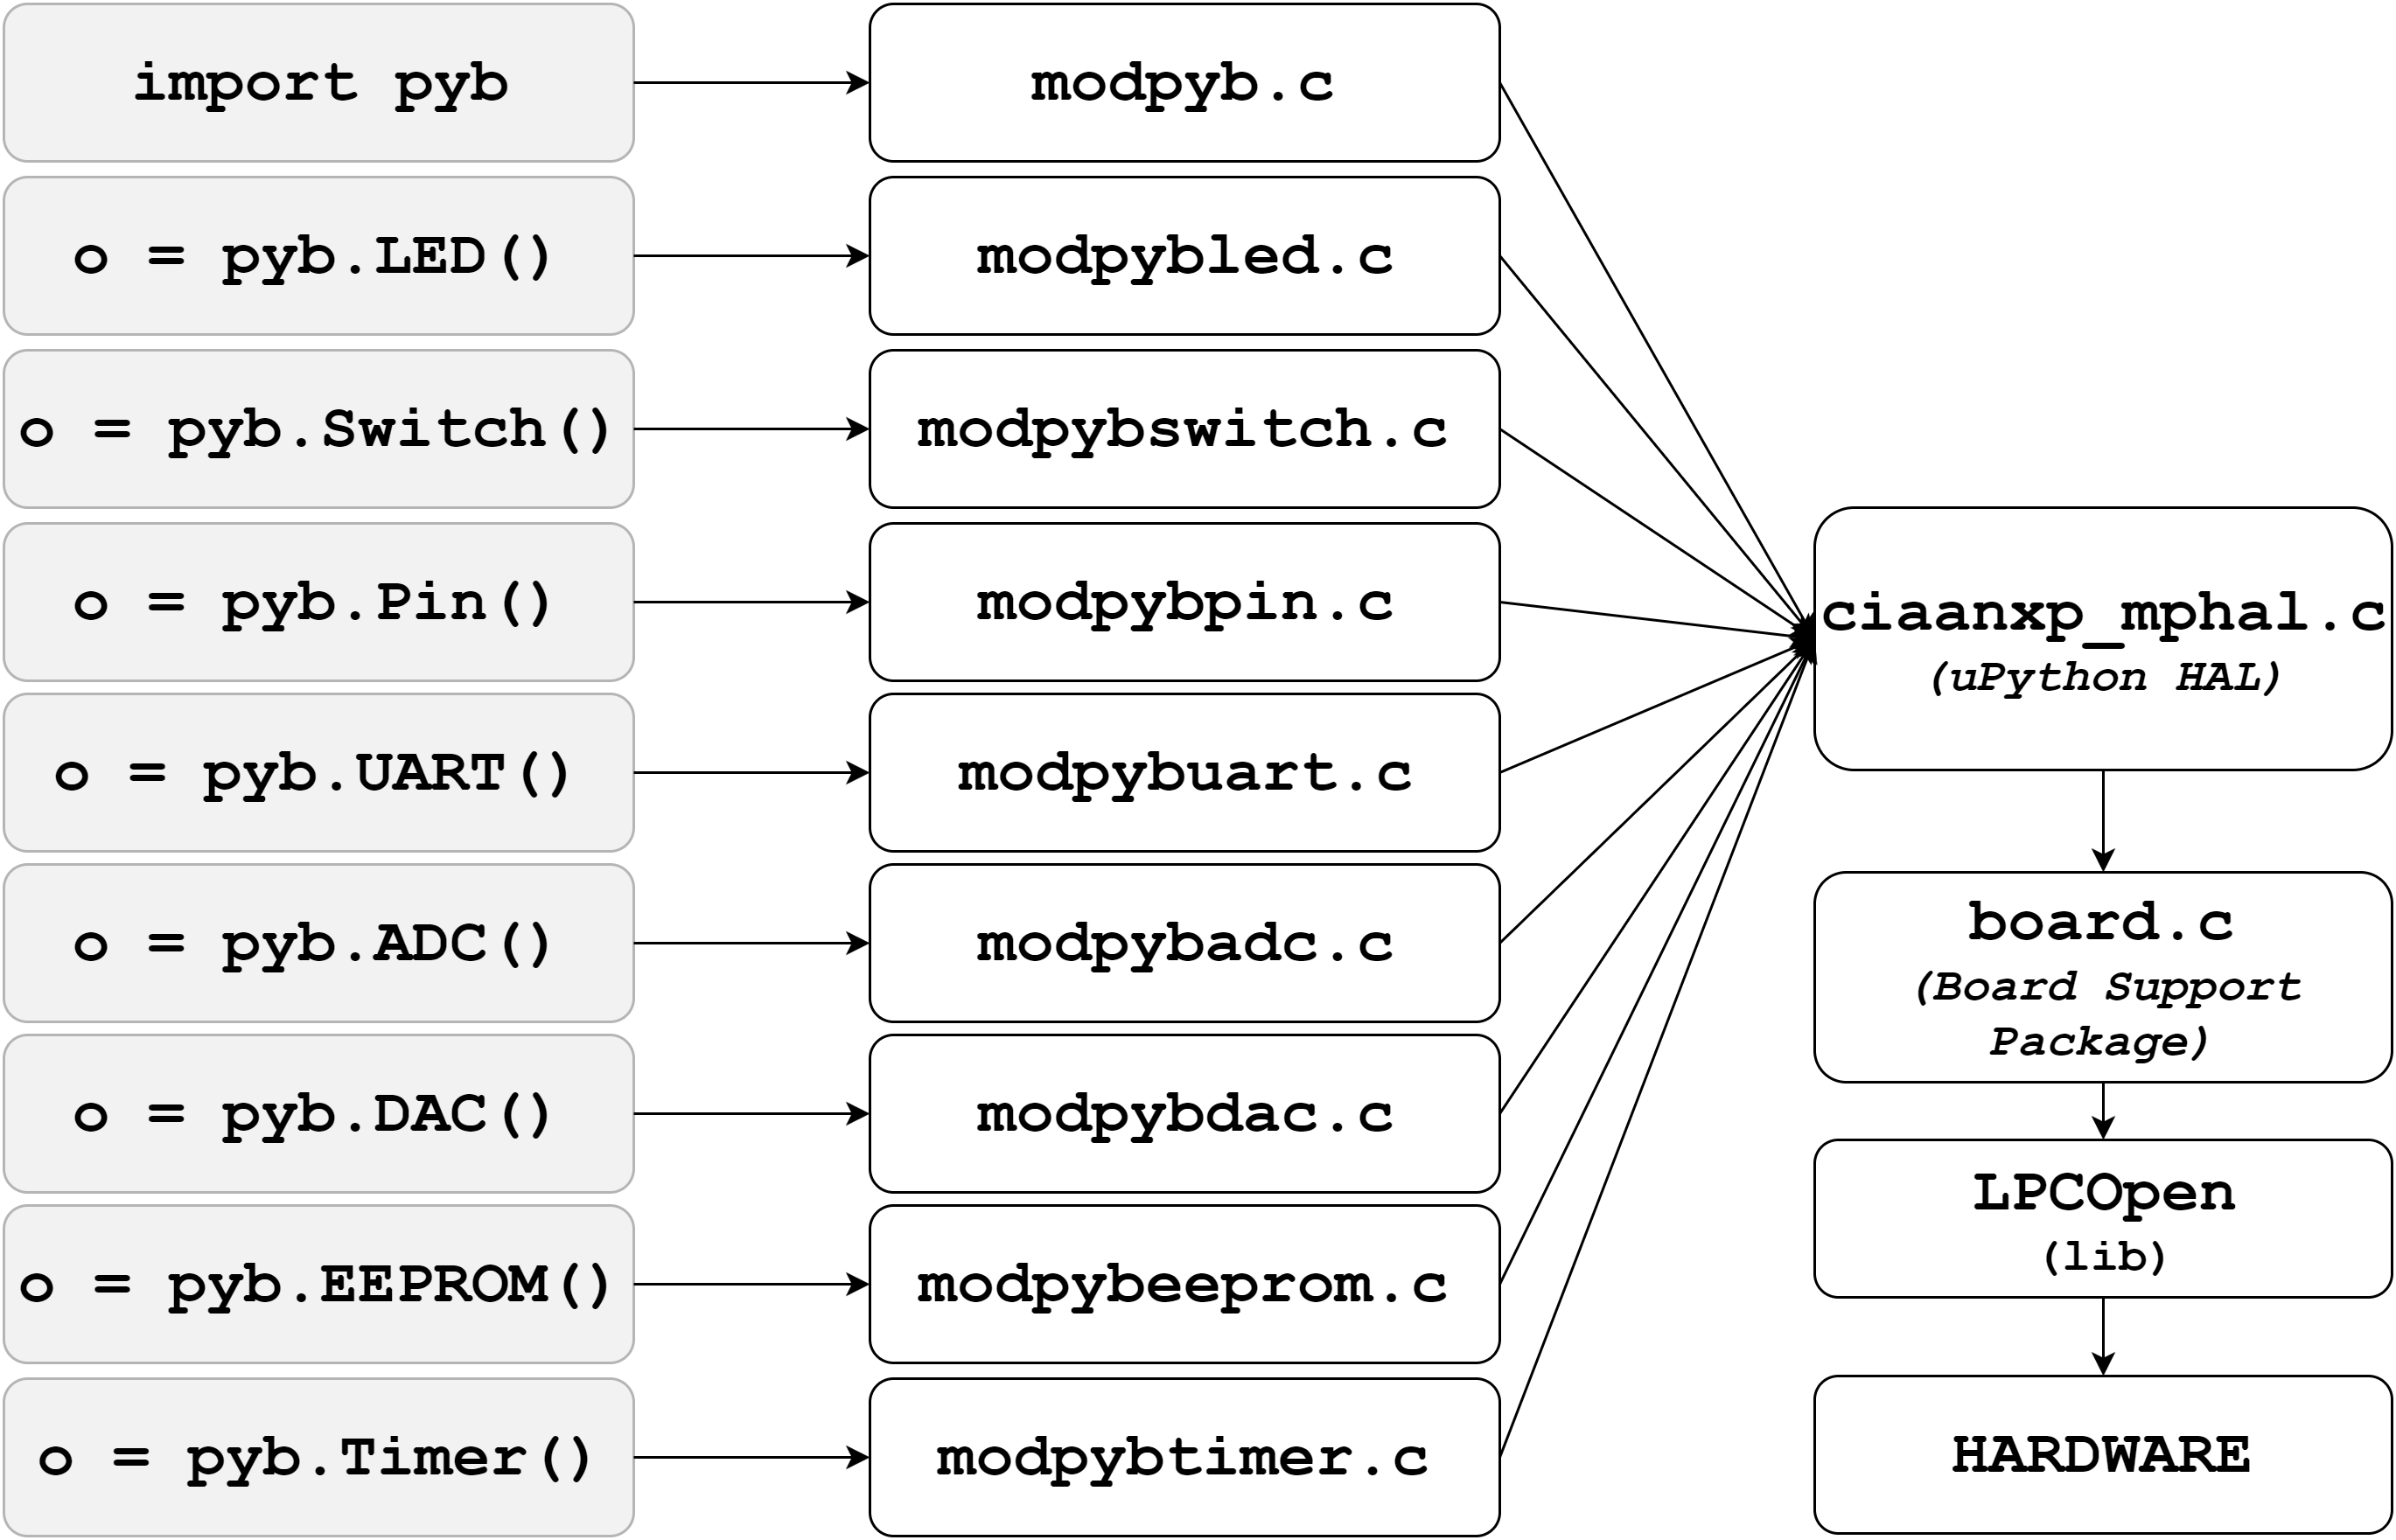 import pyb
modpyb.c
o = pyb.LED()
modpybled.c
o = pyb.Switch()
modpybswitch.c
o = pyb.Pin()
modpybpin.c
o = pyb.UART()
modpybuart.c
o = pyb.ADC()
modpybadc.c
o = pyb.DAC()
modpybdac.c
o = pyb.EEPROM()
modpybeeprom.c
o = pyb.Timer()
modpybtimer.c
ciaanxp_mphal.c
(uPython HAL)
board.c
(Board Support
Package)
LPCOpen
(lib)
HARDWARE